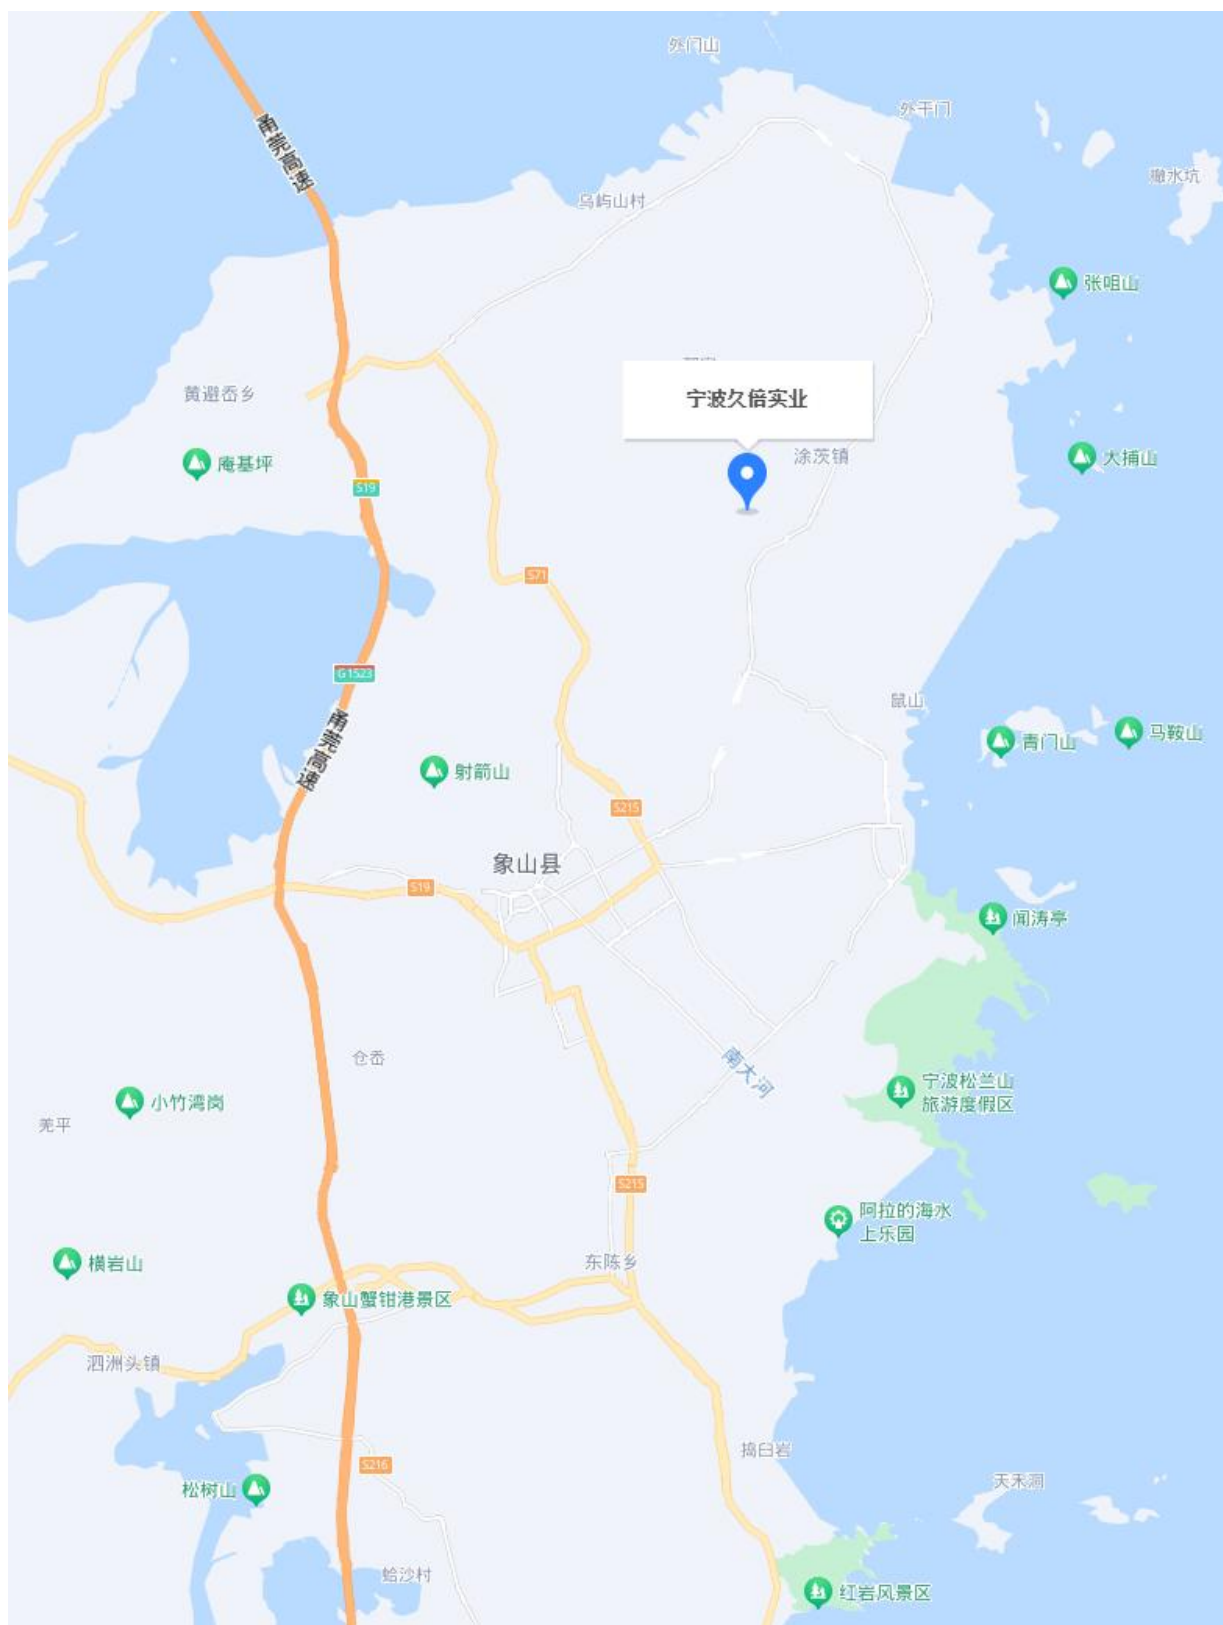 外门山
外干门
甬莞高速
橄水坑
乌屿山村
张咀山
黄避岙乡
宁波久倍实业
涂茨镇
大捕山
庵基坪
S19
S71
G1523
鼠山
甬莞高速
青门山
马鞍山
射箭山
S215
象山县
S19
闻涛亭
仓岙
南大河
宁波松兰山
旅游度假区
小竹湾岗
羌平
S215
阿拉的海水
上乐园
东陈乡
横岩山
象山蟹钳港景区
泗洲头镇
捣臼岩
S216
天禾洞
松树山
蛤沙村
红岩风景区